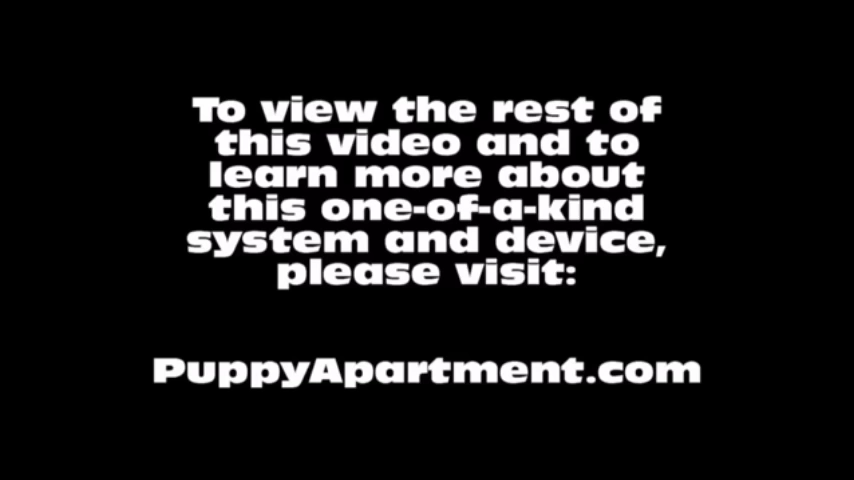 To view the rest of
this video and to
learn more about
this one-of-a-kind
system and device,
please visit:
PuppyApartment.com